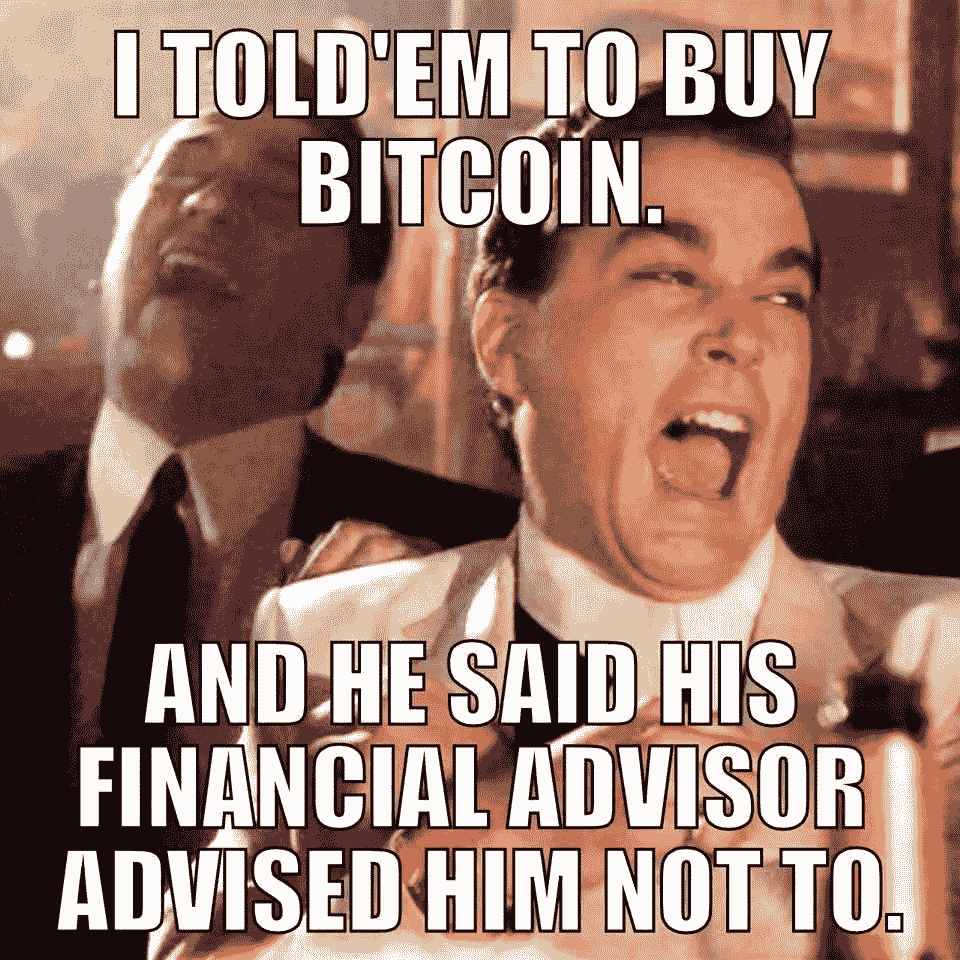 I TOLD'EM TO BUY
BITCOIN.
AND HE SAID HIS
FINANCIAL ADVISOR
ADVISED HIM NOT TO.